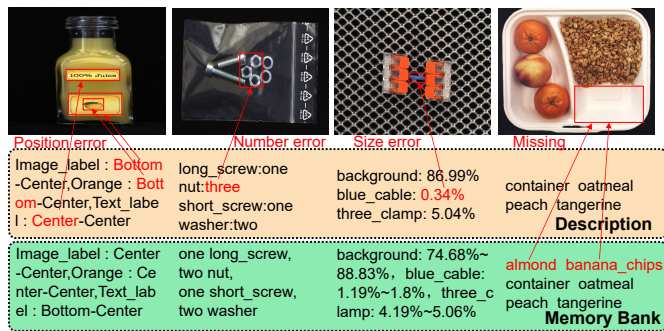 100% Juice
Position error
Number error
Size error
Missing
Image_label : Bottom
-Center,Orange : Bott
om-Center,Text_labe
l : Center-Center
long_screw:one
nut:three
short_screw:one
washer:two
background: 86.99%
blue_cable: 0.34%
three_clamp: 5.04%
container oatmeal
peach tangerine
Description
Image_label : Center
-Center,Orange : Ce
nter-Center,Text_lab
el : Bottom-Center
one long_screw,
two nut,
one short_screw,
two washer
background: 74.68%~
88.83%，blue_cable:
1.19%~1.8%，three_c
lamp: 4.19%~5.06%
almond banana_chips
container oatmeal
peach tangerine
Memory Bank